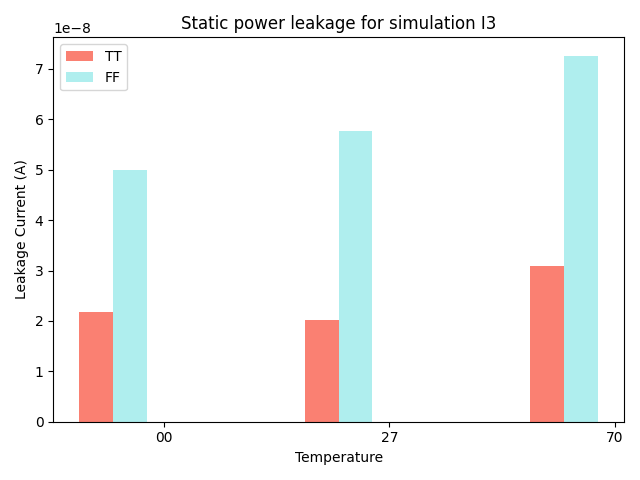 Static power leakage for simulation I3
1e−8
TT
FF
7
6
5
4
3
2
1
0
Leakage Current (A)
00
27
70
Temperature